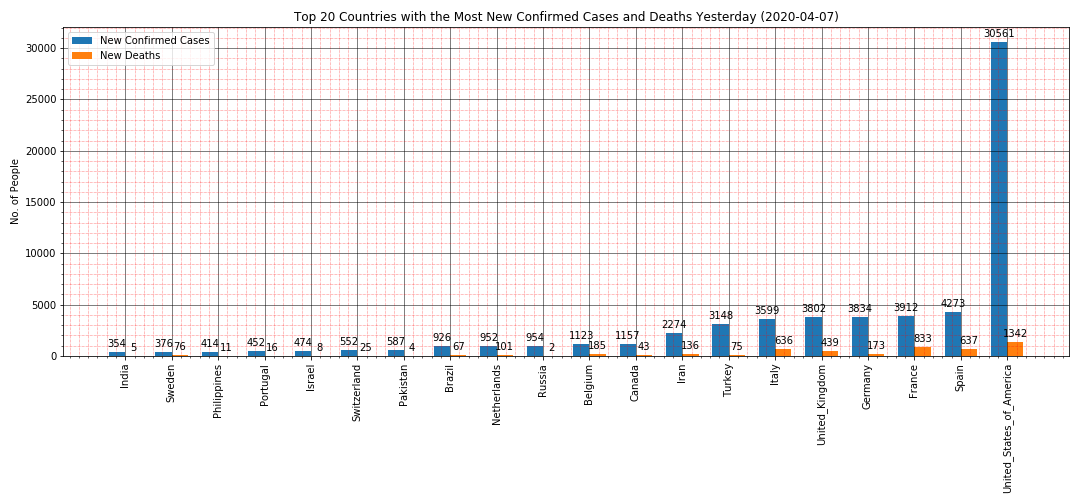 Top 20 Countries with the Most New Confirmed Cases and Deaths Yesterday (2020-04-07)
New Confirmed Cases
New Deaths
No. of People
30000
25000
20000
15000
10000
5000
0
354 5
376 76
414 11
452 16
474 8
552 25
587 4
926 67
952 101
954 2
1123 185
1157 43
2274 136
3148 75
3599 636
3802 439
3834 173
3912 833
4273 637
30561 1342
India
Sweden
Philippines
Portugal
Israel
Switzerland
Pakistan
Brazil
Netherlands
Russia
Belgium
Canada
Iran
Turkey
Italy
United_Kingdom
Germany
France
Spain
United_States_of_America